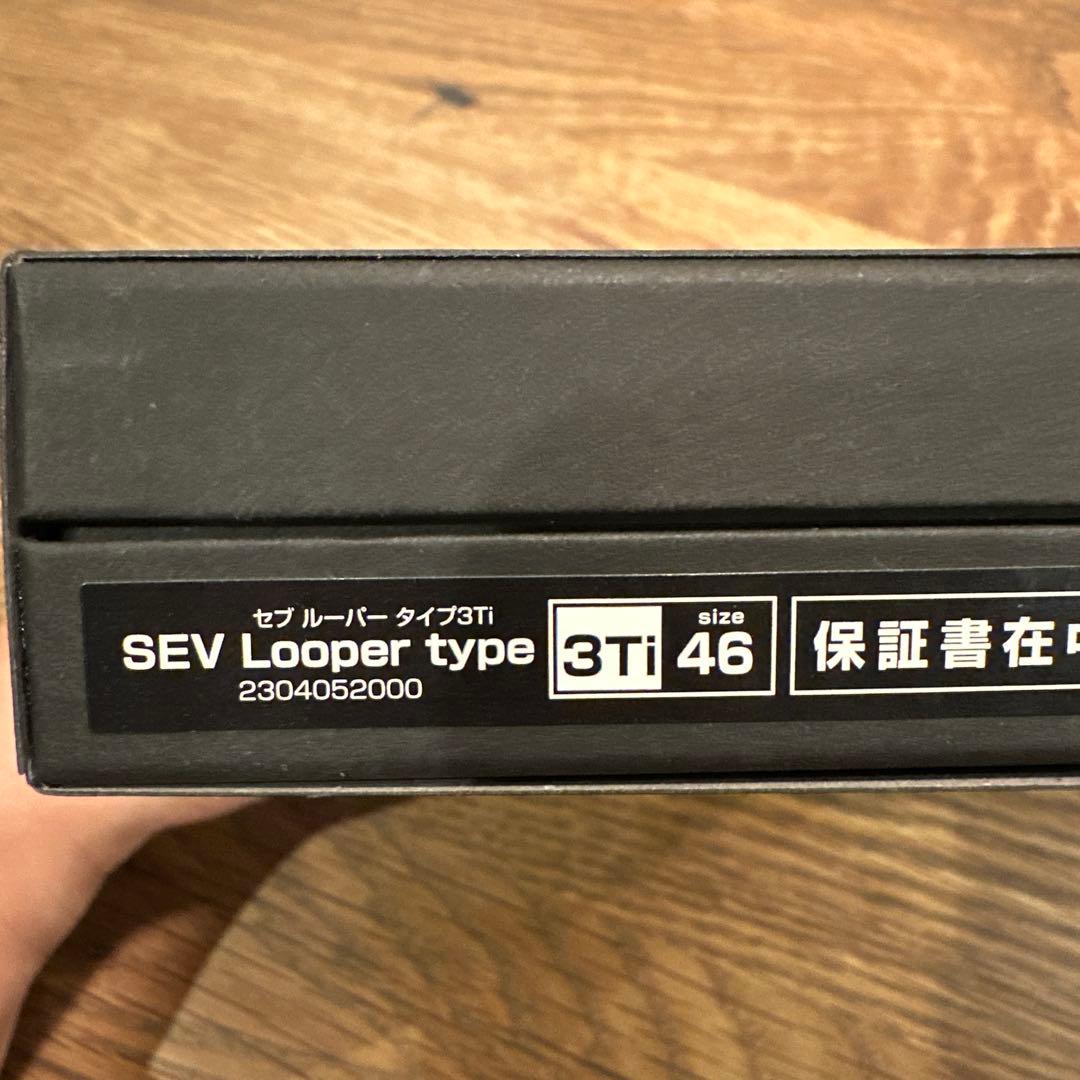 セブ ルーパー タイプ3Ti
SEV Looper type
2304052000
3Ti
size
46
保証書在